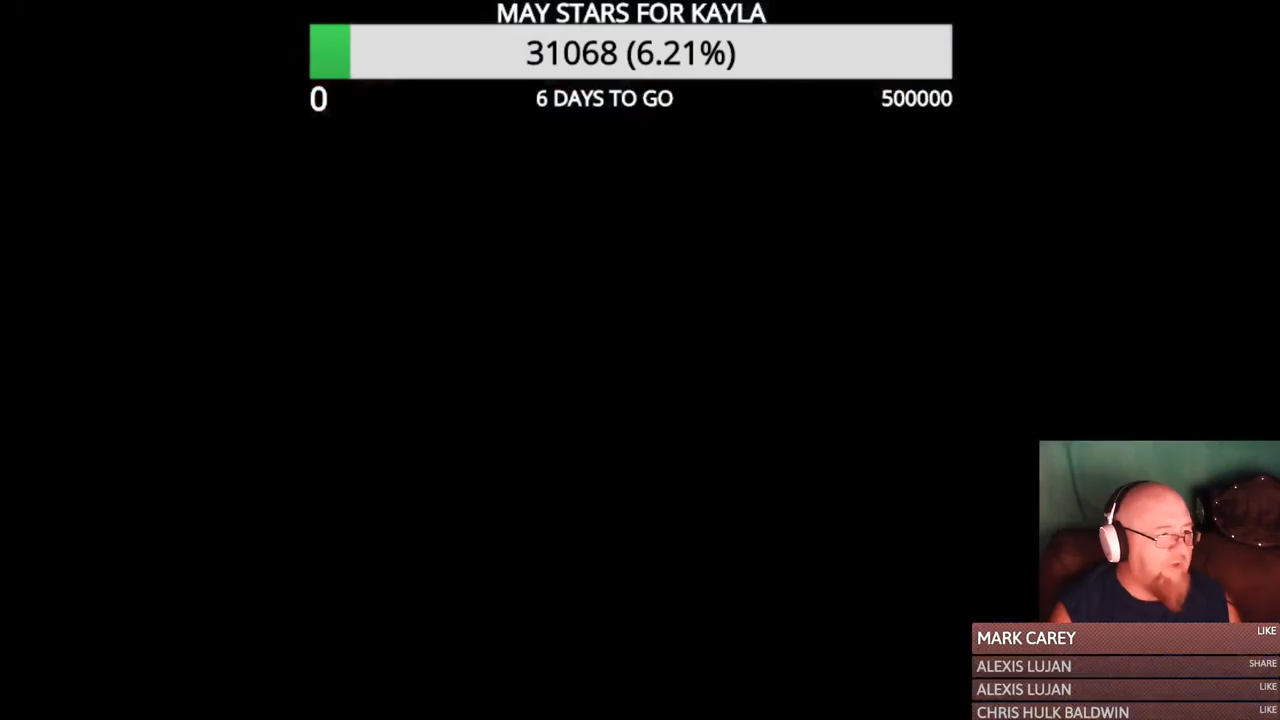 MAY STARS FOR KAYLA
31068 (6.21%)
0 6 DAYS TO GO 500000
MARK CAREY LIKE
ALEXIS LUJAN SHARE
ALEXIS LUJAN LIKE
CHRIS HULK BALDWIN LIKE